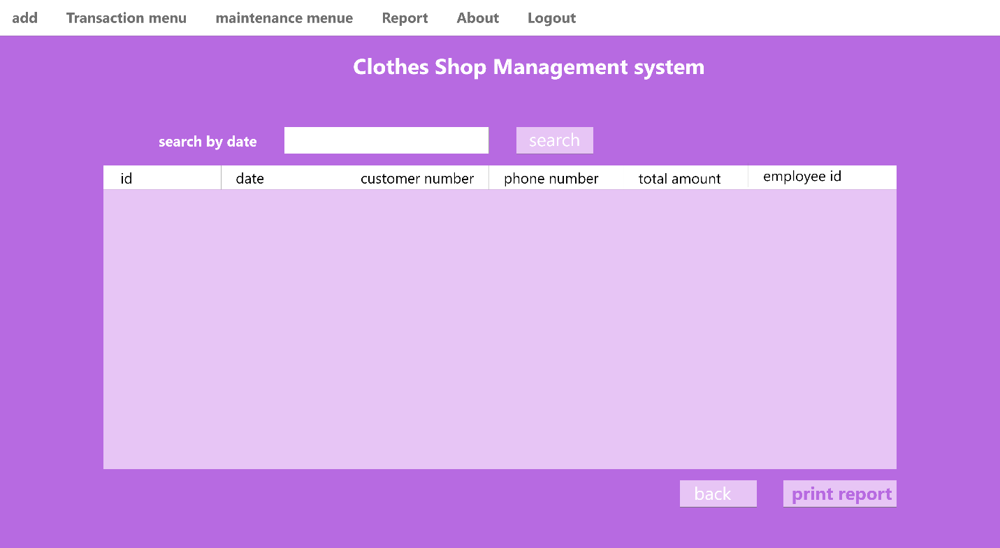 add Transaction menu maintenance menue Report About Logout
Clothes Shop Management system
search by date search
id date customer number phone number total amount employee id
back print report